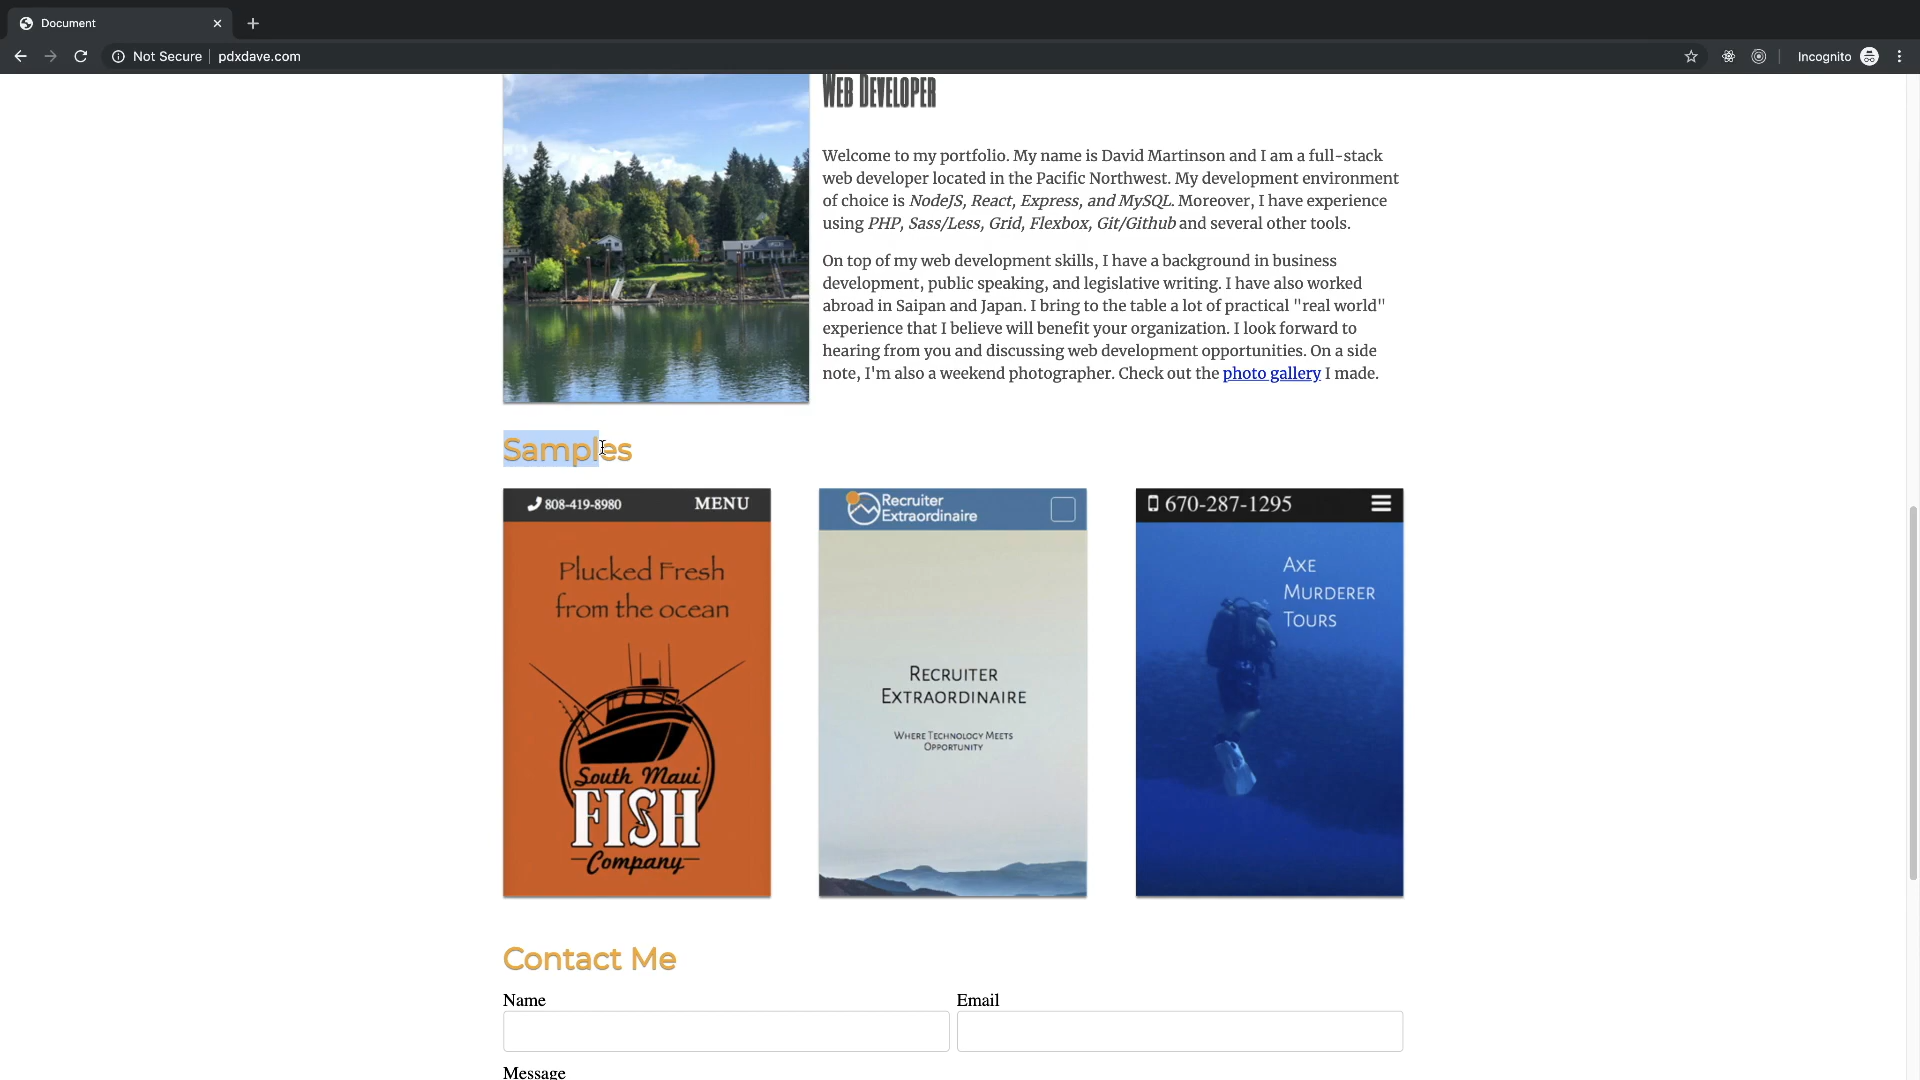 Document
Not Secure
pdxdave.com
Incognito
Web Developer
Welcome to my portfolio. My name is David Martinson and I am a full-stack
web developer located in the Pacific Northwest. My development environment
of choice is NodeJS, React, Express, and MySQL. Moreover, I have experience
using PHP, Sass/Less, Grid, Flexbox, Git/Github and several other tools.
On top of my web development skills, I have a background in business
development, public speaking, and legislative writing. I have also worked
abroad in Saipan and Japan. I bring to the table a lot of practical "real world"
experience that I believe will benefit your organization. I look forward to
hearing from you and discussing web development opportunities. On a side
note, I'm also a weekend photographer. Check out the photo gallery I made.
Samples
808-419-8980 MENU
Plucked Fresh
from the ocean
South Maui
FISH
Company
Recruiter
Extraordinaire
Recruiter
Extraordinaire
Where Technology Meets
Opportunity
670-287-1295
Axe
Murderer
Tours
Contact Me
Name
Email
Message